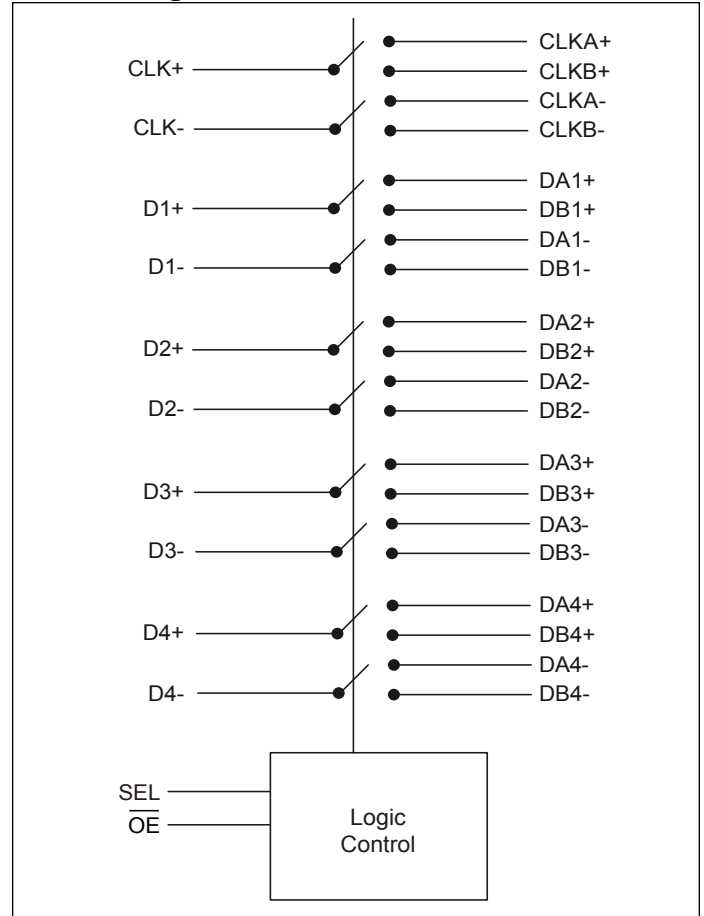 CLK+ CLKA+
CLKB+
CLK- CLKA-
CLKB-
D1+ DA1+
DB1+
D1- DA1-
DB1-
D2+ DA2+
DB2+
D2- DA2-
DB2-
D3+ DA3+
DB3+
D3- DA3-
DB3-
D4+ DA4+
DB4+
D4- DA4-
DB4-
SEL
O̅E̅
Logic
Control